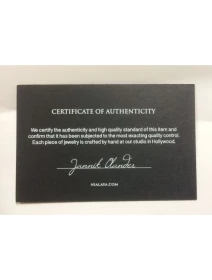 CERTIFICATE OF AUTHENTICITY
We certify the authenticity and high quality standard of this item and
confirm that it has been subjected to the most exacting quality control.
Each piece of jewelry is crafted by hand at our studio in Hollywood.
Jannik Olander
NIALAYA.COM